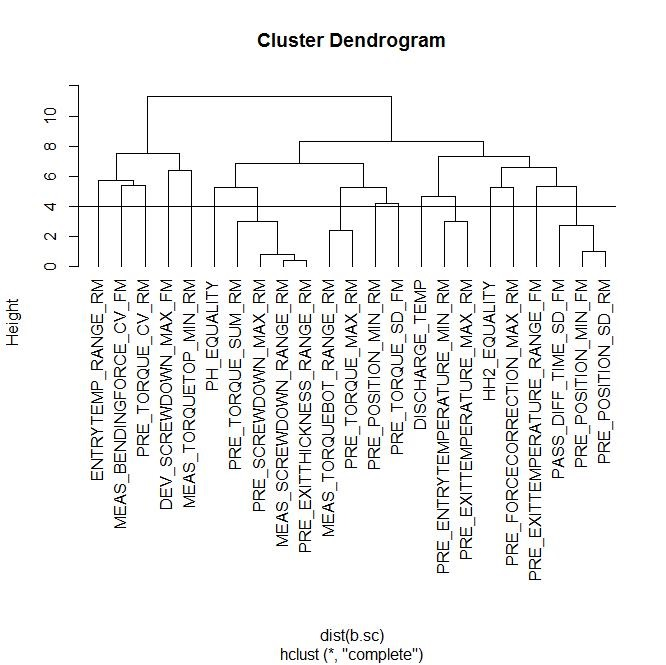 Cluster Dendrogram
Height
10
8
6
4
2
0
ENTRYTEMP_RANGE_RM
MEAS_BENDINGFORCE_CV_FM
PRE_TORQUE_CV_RM
DEV_SCREWDOWN_MAX_FM
MEAS_TORQUETOP_MIN_RM
PH_EQUALITY
PRE_TORQUE_SUM_RM
PRE_SCREWDOWN_MAX_RM
MEAS_SCREWDOWN_RANGE_RM
PRE_EXITTHICKNESS_RANGE_RM
MEAS_TORQUEBOT_RANGE_RM
PRE_TORQUE_MAX_RM
PRE_POSITION_MIN_RM
PRE_TORQUE_SD_FM
DISCHARGE_TEMP
PRE_ENTRYTEMPERATURE_MIN_RM
PRE_EXITTEMPERATURE_MAX_RM
HH2_EQUALITY
PRE_FORCECORRECTION_MAX_RM
PRE_EXITTEMPERATURE_RANGE_FM
PASS_DIFF_TIME_SD_FM
PRE_POSITION_MIN_FM
PRE_POSITION_SD_RM
dist(b.sc)
hclust (*, "complete")